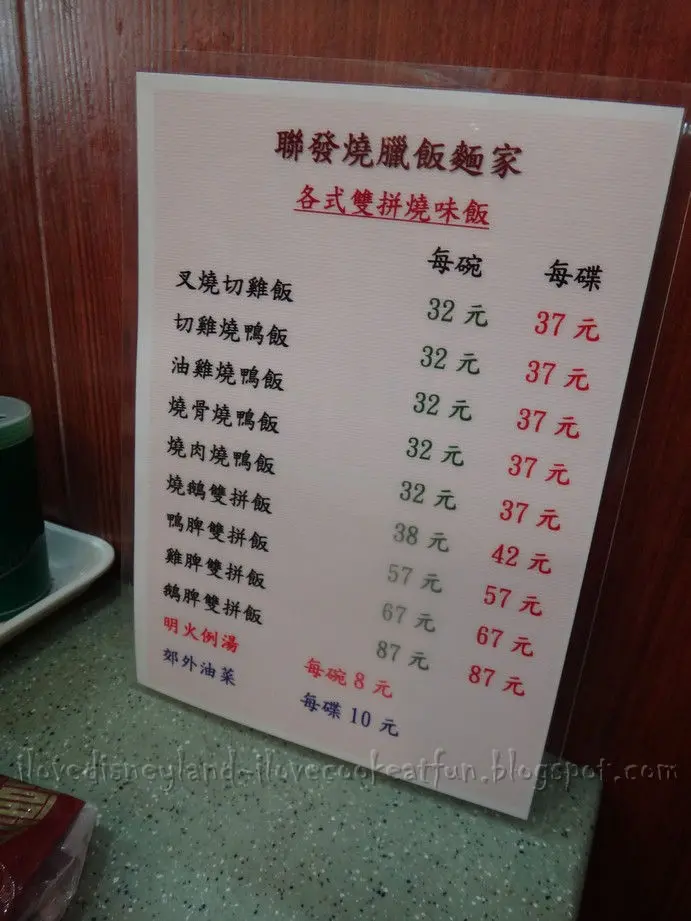 聯發燒臘飯麵家
各式雙拼燒味飯
每碗 每碟
叉燒切雞飯 32 元 37 元
切雞燒鴨飯 32 元 37 元
油雞燒鴨飯 32 元 37 元
燒骨燒鴨飯 32 元 37 元
燒肉燒鴨飯 32 元 37 元
燒鵝雙拼飯 38 元 42 元
鴨脾雙拼飯 57 元 57 元
雞脾雙拼飯 67 元 67 元
鵝脾雙拼飯 87 元 87 元
明火例湯 每碗 8 元
郊外油菜 每碟 10 元
ilovedisneyland-ilovecookeatfun.blogspot.com